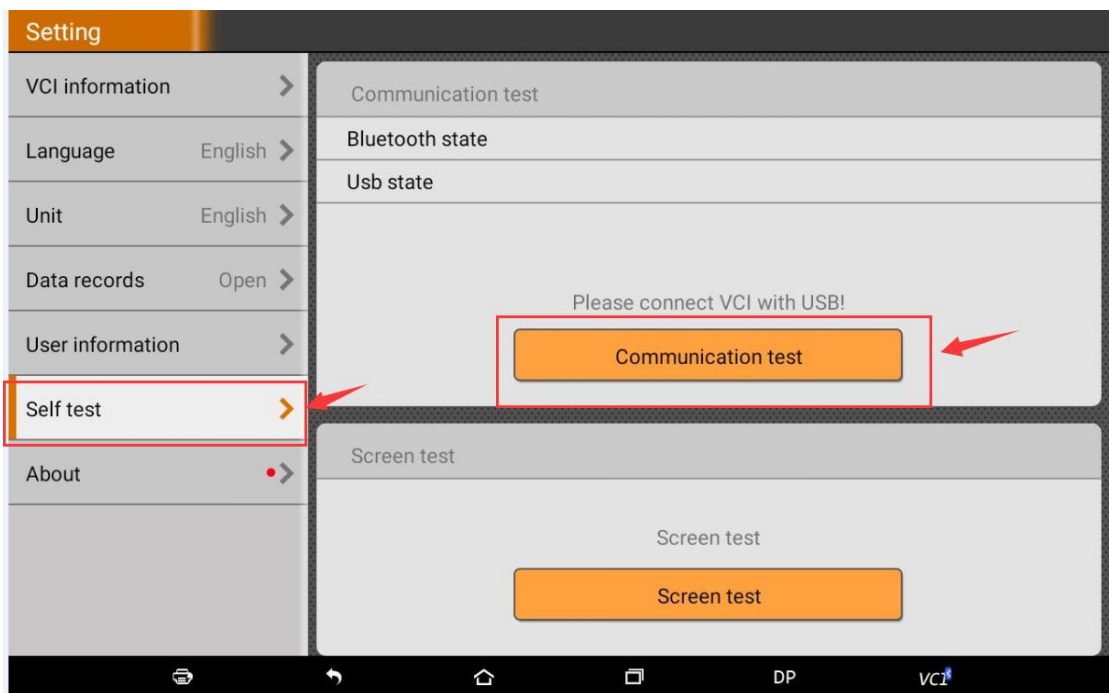 Setting
VCI information
Language English
Unit English
Data records Open
User information
Self test
About
Communication test
Bluetooth state
Usb state
Please connect VCI with USB!
Communication test
Screen test
Screen test
Screen test
DP VCI